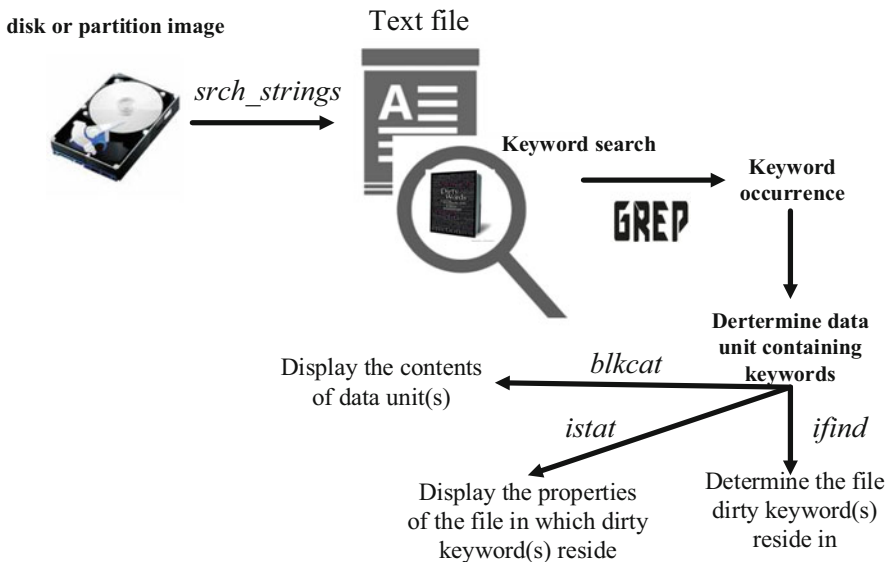 disk or partition image
Text file
srch_strings
A
Keyword search
Dirty
Words
GREP
Keyword
occurrence
Dertermine data
unit containing
keywords
blkcat
Display the contents
of data unit(s)
istat
ifind
Display the properties
of the file in which dirty
keyword(s) reside
Determine the file
dirty keyword(s)
reside in